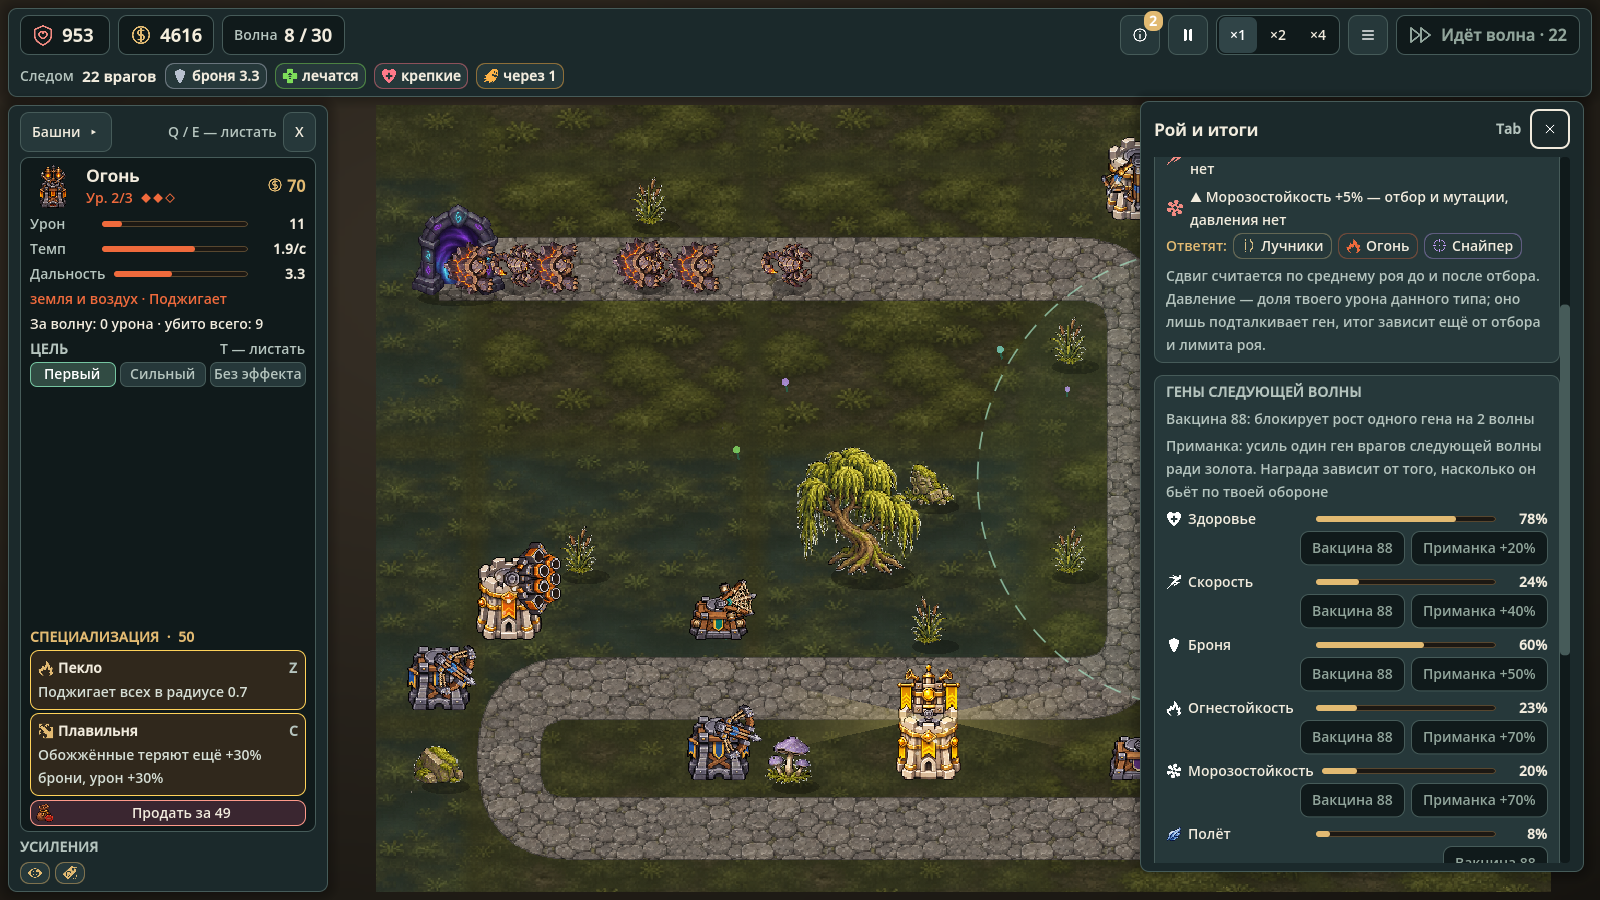 953
4616
Волна 8 / 30
2
×1
×2
×4
Идёт волна · 22
Следом 22 врагов
броня 3.3
лечатся
крепкие
через 1
Башни
Q / E — листать
X
Огонь
70
Ур. 2/3
Урон 11
Темп 1.9/с
Дальность 3.3
земля и воздух · Поджигает
За волну: 0 урона · убито всего: 9
ЦЕЛЬ
T — листать
Первый
Сильный
Без эффекта
СПЕЦИАЛИЗАЦИЯ · 50
Пекло Z
Поджигает всех в радиусе 0.7
Плавильня C
Обожжённые теряют ещё +30%
брони, урон +30%
Продать за 49
УСИЛЕНИЯ
Рой и итоги
Tab
нет
▲ Морозостойкость +5% — отбор и мутации,
давления нет
Ответят: Лучники Огонь Снайпер
Сдвиг считается по среднему роя до и после отбора.
Давление — доля твоего урона данного типа; оно
лишь подталкивает ген, итог зависит ещё от отбора
и лимита роя.
ГЕНЫ СЛЕДУЮЩЕЙ ВОЛНЫ
Вакцина 88: блокирует рост одного гена на 2 волны
Приманка: усиль один ген врагов следующей волны
ради золота. Награда зависит от того, насколько он
бьёт по твоей обороне
Здоровье 78%
Вакцина 88 Приманка +20%
Скорость 24%
Вакцина 88 Приманка +40%
Броня 60%
Вакцина 88 Приманка +50%
Огнестойкость 23%
Вакцина 88 Приманка +70%
Морозостойкость 20%
Вакцина 88 Приманка +70%
Полёт 8%
Вакцина 88